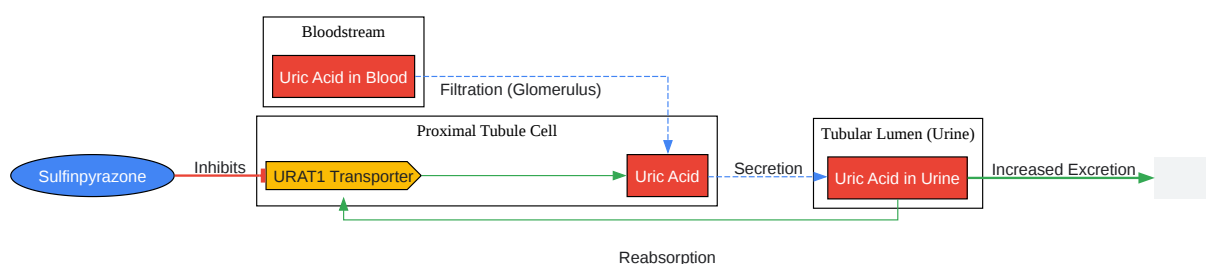 Bloodstream
Uric Acid in Blood
Filtration (Glomerulus)
Proximal Tubule Cell
Tubular Lumen (Urine)
Sulfinpyrazone
Inhibits
URAT1 Transporter
Uric Acid
Secretion
Uric Acid in Urine
Increased Excretion
Reabsorption